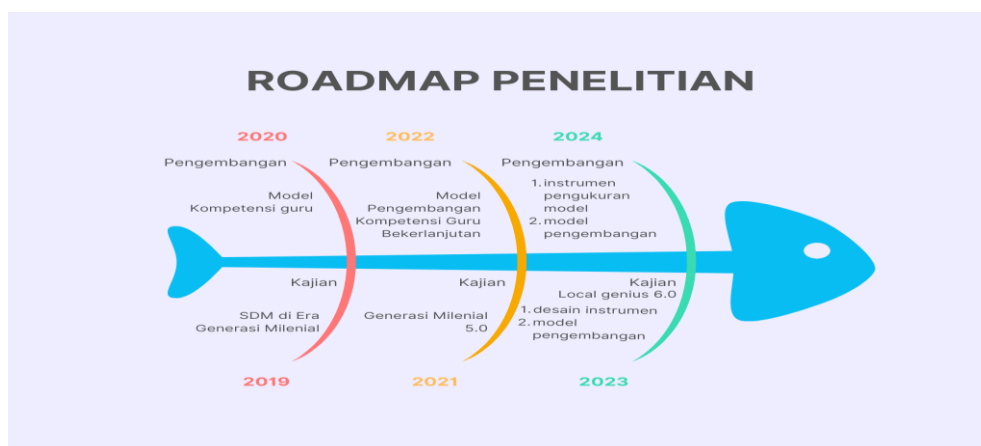 ROADMAP PENELITIAN
2020
Pengembangan
Model
Kompetensi guru
2022
Pengembangan
Model
Pengembangan
Kompetensi Guru
Bekerlanjutan
2024
Pengembangan
1. instrumen
pengukuran
model
2. model
pengembangan
Kajian
SDM di Era
Generasi Milenial
2019
Kajian
Generasi Milenial
5.0
2021
Kajian
Local genius 6.0
1. desain instrumen
2. model
pengembangan
2023